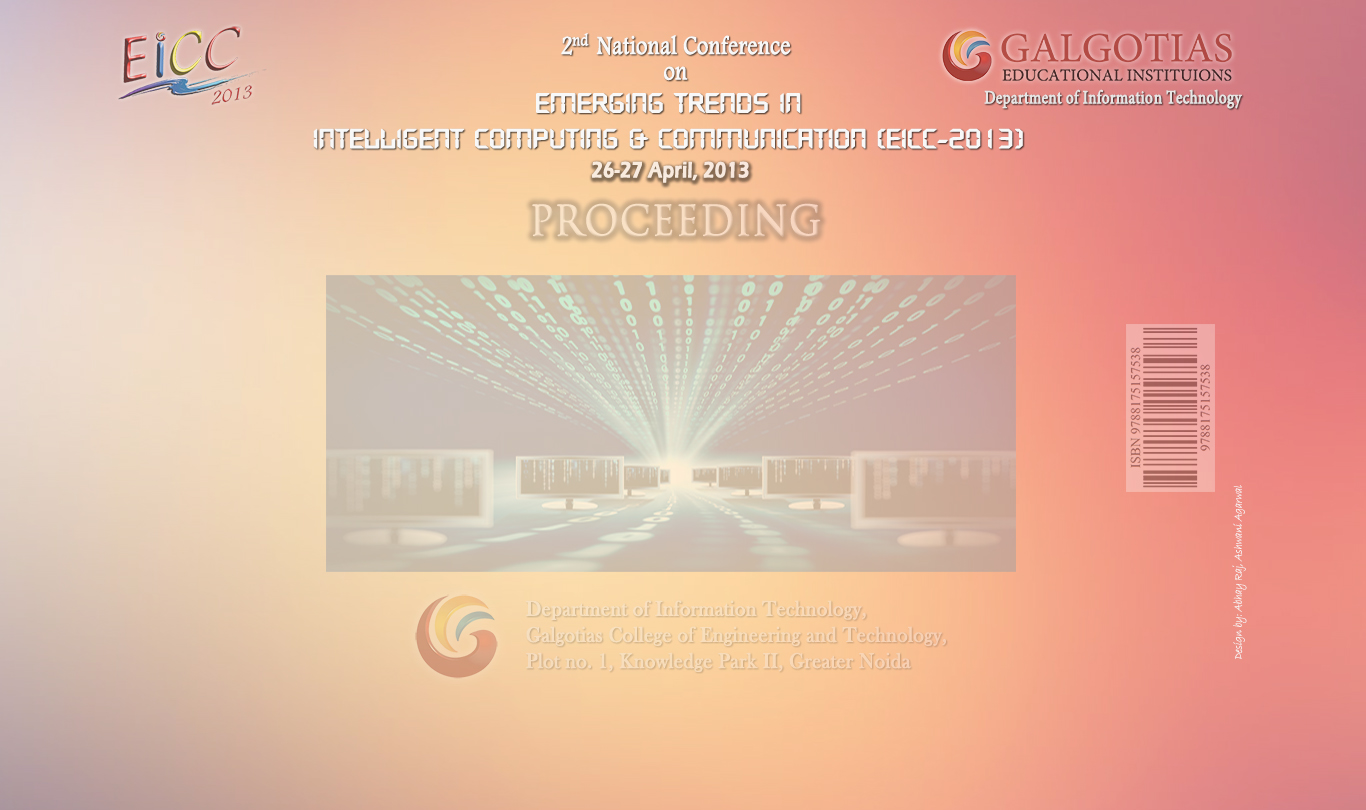 EiCC
2013
2nd National Conference
on
EMERGING TRENDS IN
INTELLIGENT COMPUTING & COMMUNICATION (EICC-2013)
26-27 April, 2013
PROCEEDING
GALGOTIAS
EDUCATIONAL INSTITUIONS
Department of Information Technology
ISBN 9788175157538
9788175157538
Design by: Abhay Raj, Ashwani Agarwal
Department of Information Technology,
Galgotias College of Engineering and Technology,
Plot no. 1, Knowledge Park II, Greater Noida